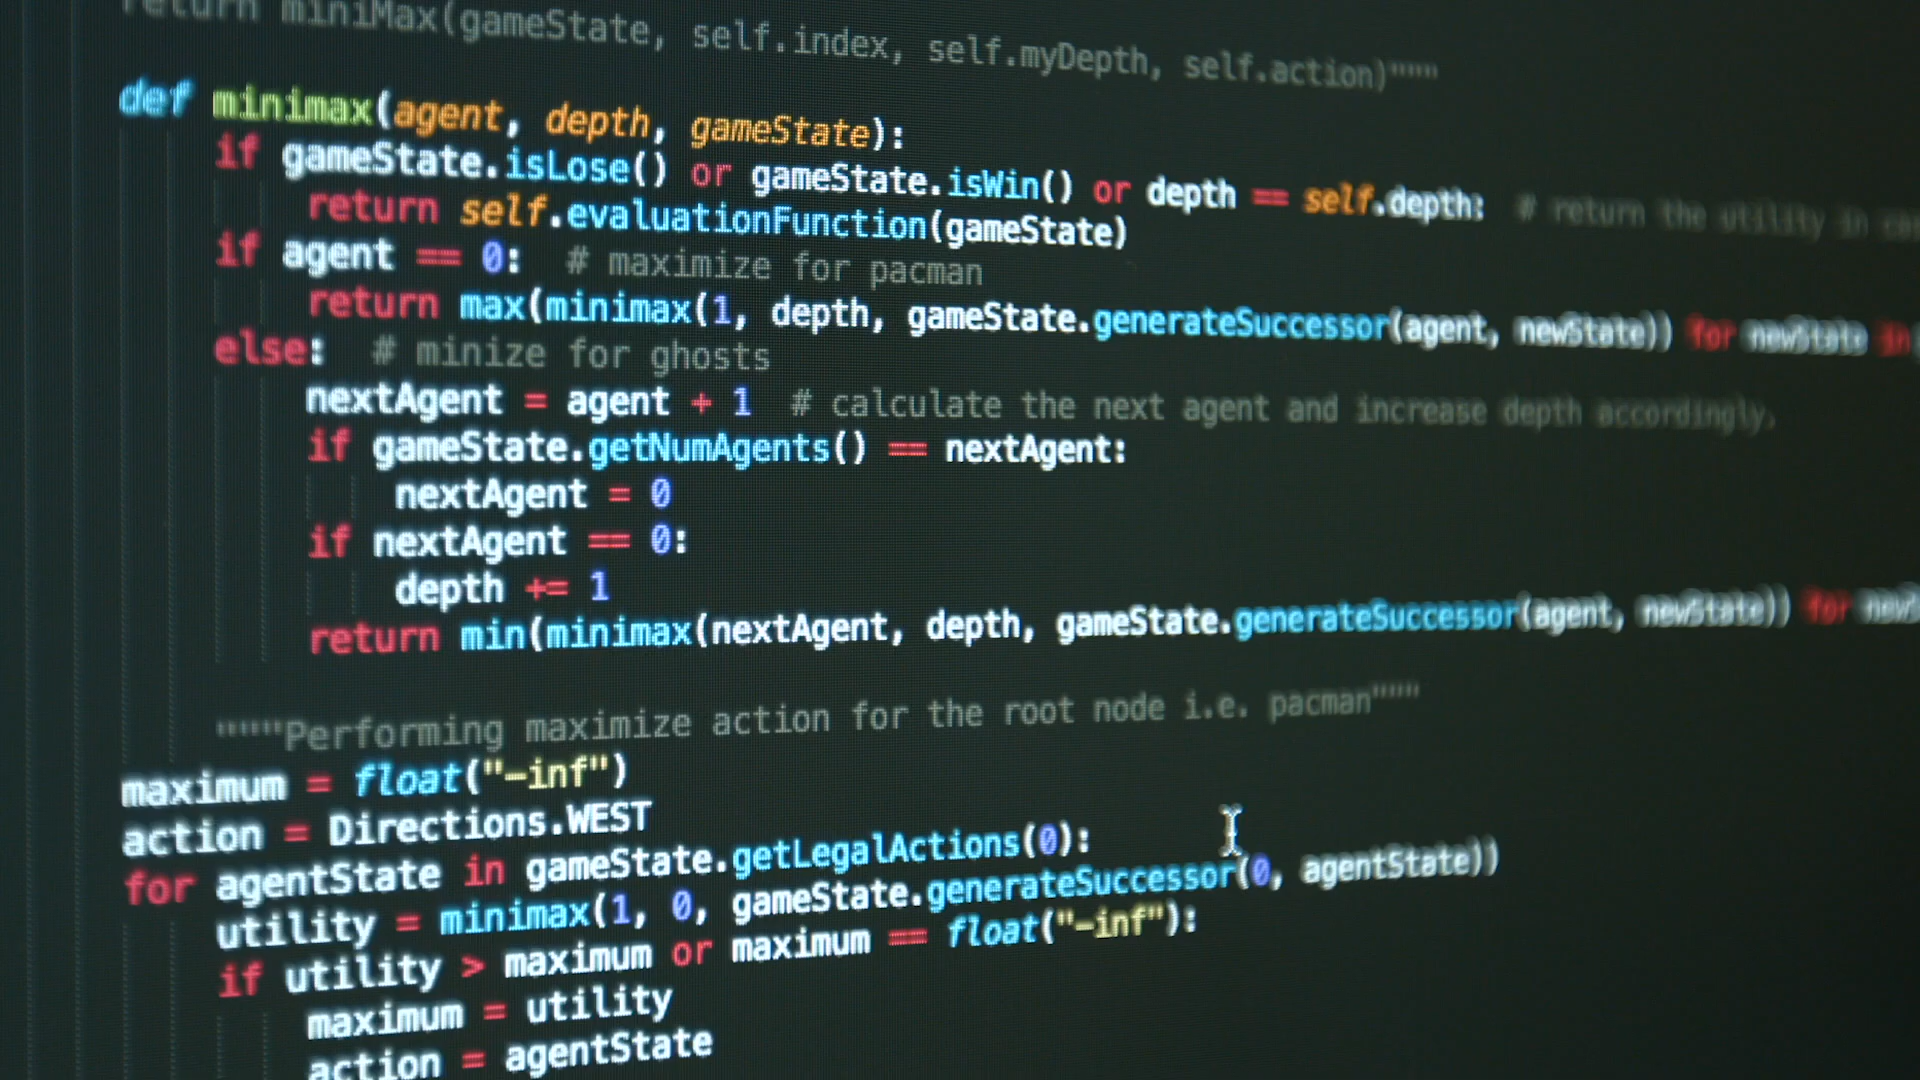 return miniMax(gameState, self.index, self.myDepth, self.action)"""
def minimax(agent, depth, gameState):
if gameState.isLose() or gameState.isWin() or depth == self.depth: # return the utility in
return self.evaluationFunction(gameState)
if agent == 0: # maximize for pacman
return max(minimax(1, depth, gameState.generateSuccessor(agent, newState)) for newState in
else: # minize for ghosts
nextAgent = agent + 1 # calculate the next agent and increase depth accordingly.
if gameState.getNumAgents() == nextAgent:
nextAgent = 0
if nextAgent == 0:
depth += 1
return min(minimax(nextAgent, depth, gameState.generateSuccessor(agent, newState)) for
"""Performing maximize action for the root node i.e. pacman"""
maximum = float("-inf")
action = Directions.WEST
for agentState in gameState.getLegalActions(0):
utility = minimax(1, 0, gameState.generateSuccessor(0, agentState))
if utility > maximum or maximum == float("-inf"):
maximum = utility
action = agentState